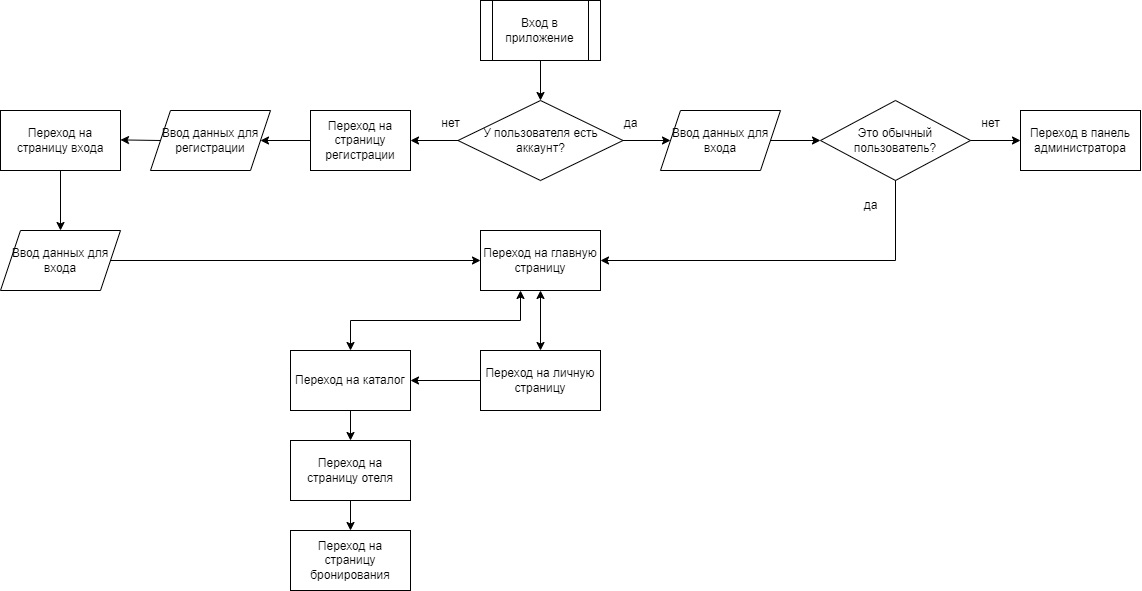 Вход в
приложение
нет
да
нет
Переход на
страницу входа
Ввод данных для
регистрации
Переход на
страницу
регистрации
У пользователя есть
аккаунт?
Ввод данных для
входа
Это обычный
пользователь?
Переход в панель
администратора
да
Ввод данных для
входа
Переход на главную
страницу
Переход на каталог
Переход на личную
страницу
Переход на
страницу отеля
Переход на
страницу
бронирования